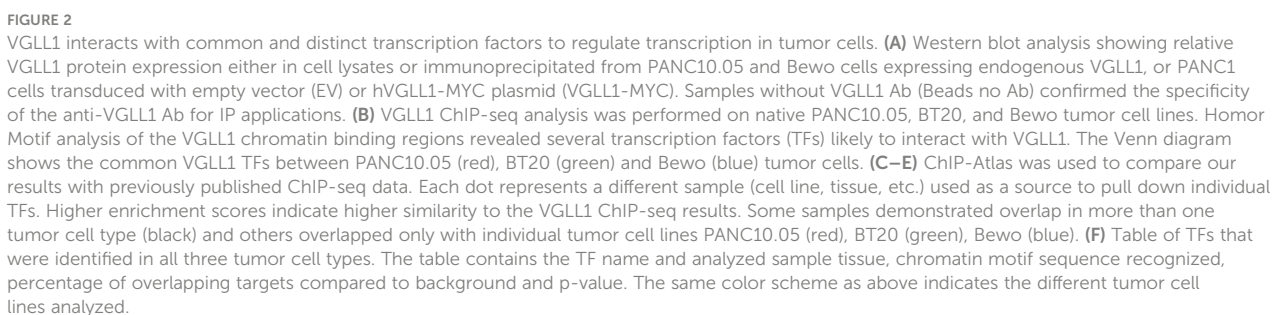 FIGURE 2
VGLL1 interacts with common and distinct transcription factors to regulate transcription in tumor cells. (A) Western blot analysis showing relative
VGLL1 protein expression either in cell lysates or immunoprecipitated from PANC10.05 and Bewo cells expressing endogenous VGLL1, or PANC1
cells transduced with empty vector (EV) or hVGLL1-MYC plasmid (VGLL1-MYC). Samples without VGLL1 Ab (Beads no Ab) confirmed the specificity
of the anti-VGLL1 Ab for IP applications. (B) VGLL1 ChIP-seq analysis was performed on native PANC10.05, BT20, and Bewo tumor cell lines. Homor
Motif analysis of the VGLL1 chromatin binding regions revealed several transcription factors (TFs) likely to interact with VGLL1. The Venn diagram
shows the common VGLL1 TFs between PANC10.05 (red), BT20 (green) and Bewo (blue) tumor cells. (C–E) ChIP-Atlas was used to compare our
results with previously published ChIP-seq data. Each dot represents a different sample (cell line, tissue, etc.) used as a source to pull down individual
TFs. Higher enrichment scores indicate higher similarity to the VGLL1 ChIP-seq results. Some samples demonstrated overlap in more than one
tumor cell type (black) and others overlapped only with individual tumor cell lines PANC10.05 (red), BT20 (green), Bewo (blue). (F) Table of TFs that
were identified in all three tumor cell types. The table contains the TF name and analyzed sample tissue, chromatin motif sequence recognized,
percentage of overlapping targets compared to background and p-value. The same color scheme as above indicates the different tumor cell
lines analyzed.